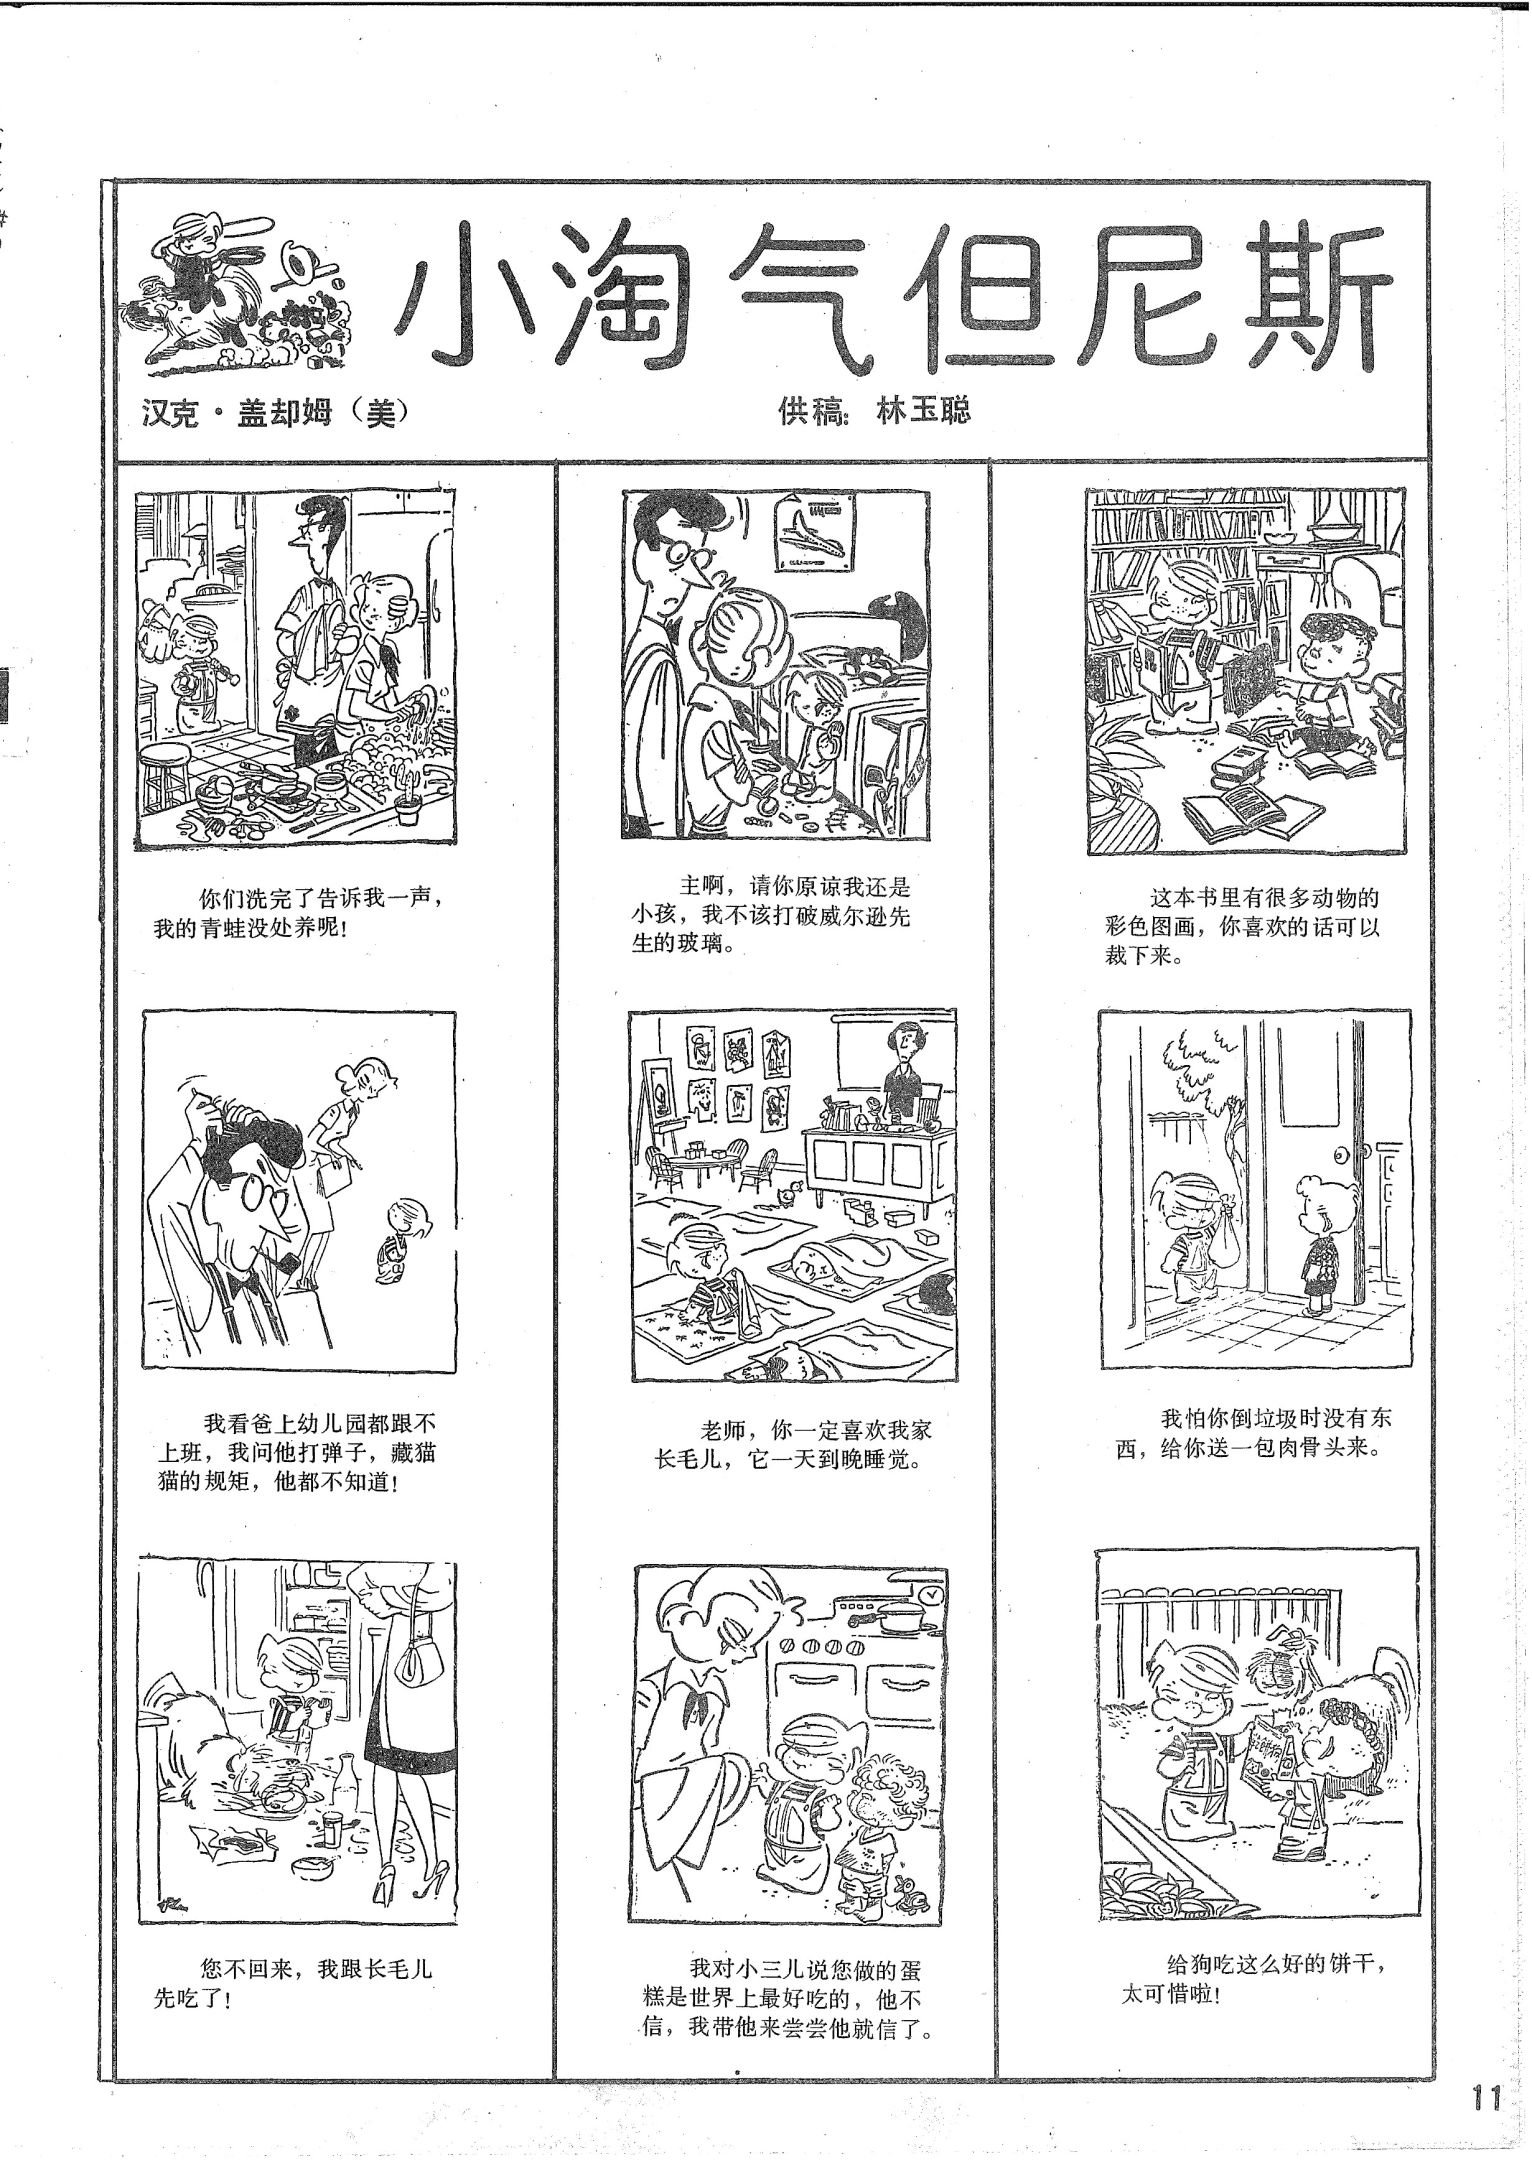 小淘气但尼斯
汉克·盖却姆（美）
供稿：林玉聪
你们洗完了告诉我一声，
我的青蛙没处养呢！
主啊，请你原谅我还是
小孩，我不该打破威尔逊先
生的玻璃。
这本书里有很多动物的
彩色图画，你喜欢的话可以
裁下来。
我看爸上幼儿园都跟不
上班，我问他打弹子，藏猫
猫的规矩，他都不知道！
老师，你一定喜欢我家
长毛儿，它一天到晚睡觉。
我怕你倒垃圾时没有东
西，给你送一包肉骨头来。
您不回来，我跟长毛儿
先吃了！
我对小三儿说您做的蛋
糕是世界上最好吃的，他不
信，我带他来尝尝他就信了。
给狗吃这么好的饼干，
太可惜啦！
11